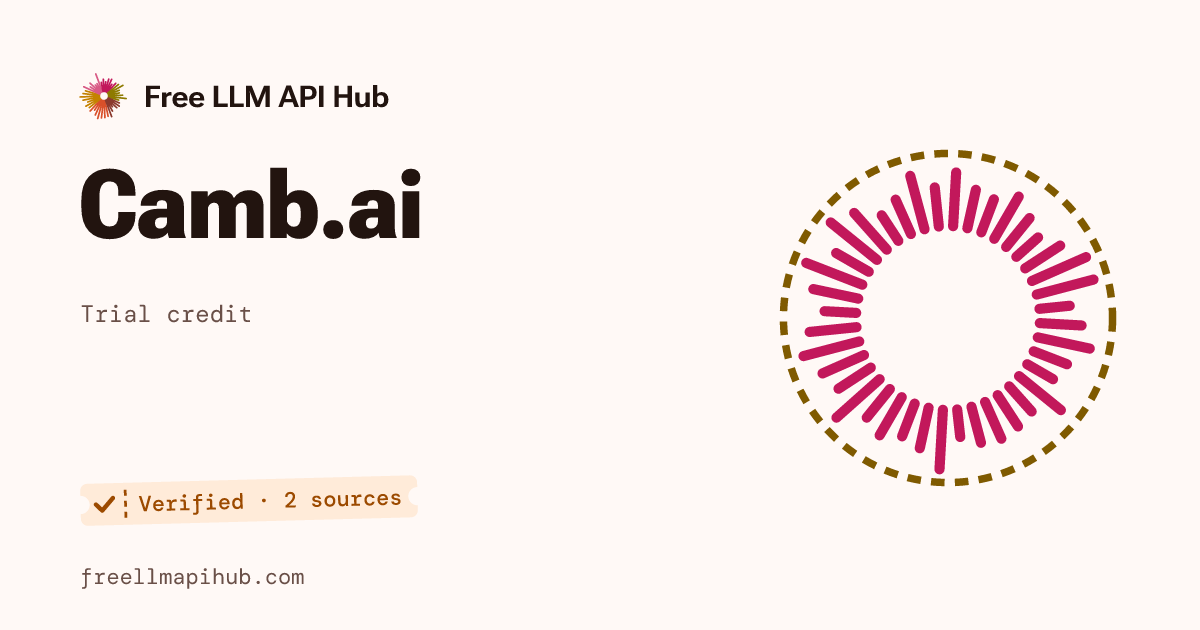 Free LLM API Hub
Camb.ai
Trial credit
Verified · 2 sources
freellmapihub.com